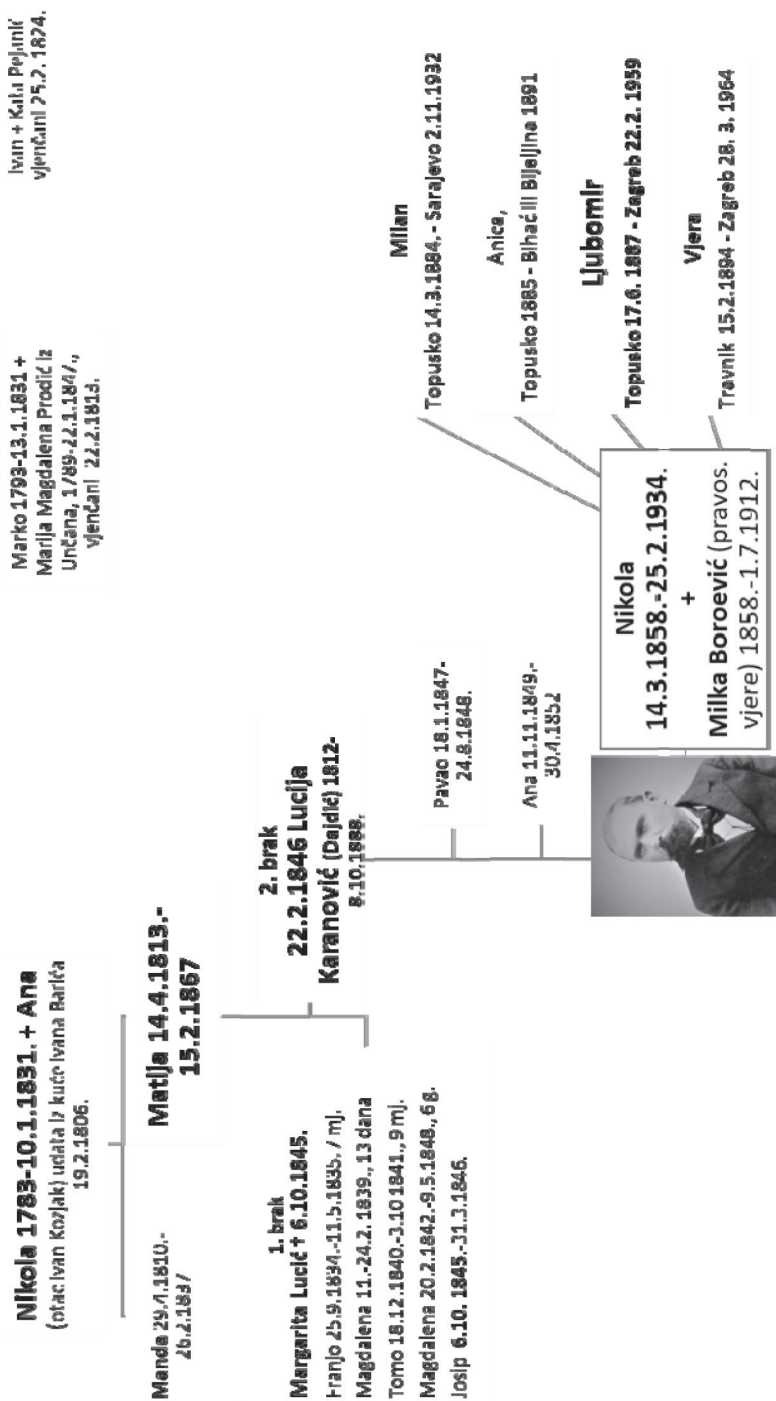 Nikola 1783-10.1.1831. + Ana
(otac Ivan Kozjak) udata iz kuće Ivana Barića
19.2.1806.
Marko 1793-13.1.1831 +
Marija Magdalena Prodić iz
Unčana, 1789-22.1.1847.,
vjenčani 22.2.1813.
Ivan + Kata
vjenčani 25.2. 1824.
Manda 29.4.1810.-
26.2.1837
Matija 14.4.1813.-
15.2.1867
1. brak
Margarita Lucić † 6.10.1845.
Franjo 25.9.1834.-11.5.1835. 7 mj.
Magdalena 11.-24.2. 1839., 13 dana
Tomo 18.12.1840.-3.10 1841., 9 mj.
Magdalena 20.2.1842.-9.5.1848., 6 g.
Josip 6.10. 1845.-31.3.1846.
2. brak
22.2.1846 Lucija
Karanović (Dajdić) 1812-
8.10.1888.
Pavao 18.1.1847-
24.8.1848.
Ana 11.11.1849.-
30.4.1852
Nikola
14.3.1858.-25.2.1934.
+
Milka Boroević (pravos.
vjere) 1858.-1.7.1912.
Milan
Topusko 14.3.1884. - Sarajevo 2.11.1932
Anica,
Topusko 1885 - Bihać ili Bijeljina 1891
Ljubomir
Topusko 17.6. 1887 - Zagreb 22.2. 1959
Vjera
Travnik 15.2.1894 - Zagreb 28. 3. 1964